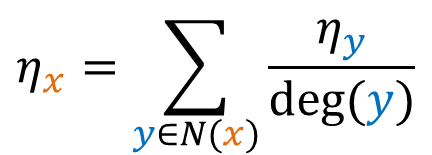 η_x = ∑_{y∈N(x)} η_y / deg(y)